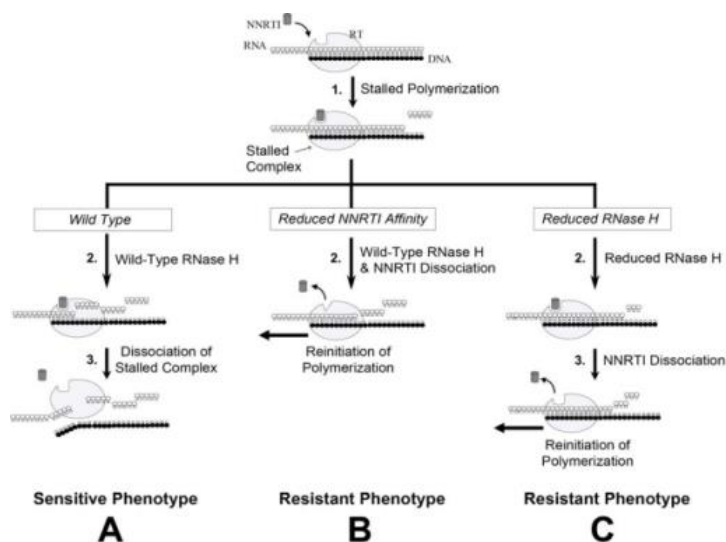 NNRTI
RT
RNA
DNA
1. Stalled Polymerization
Stalled
Complex
Wild Type
Reduced NNRTI Affinity
Reduced RNase H
2. Wild-Type RNase H
2. Wild-Type RNase H
& NNRTI Dissociation
2. Reduced RNase H
3. Dissociation of
Stalled Complex
Reinitiation of
Polymerization
3. NNRTI Dissociation
Reinitiation of
Polymerization
Sensitive Phenotype
Resistant Phenotype
Resistant Phenotype
A
B
C